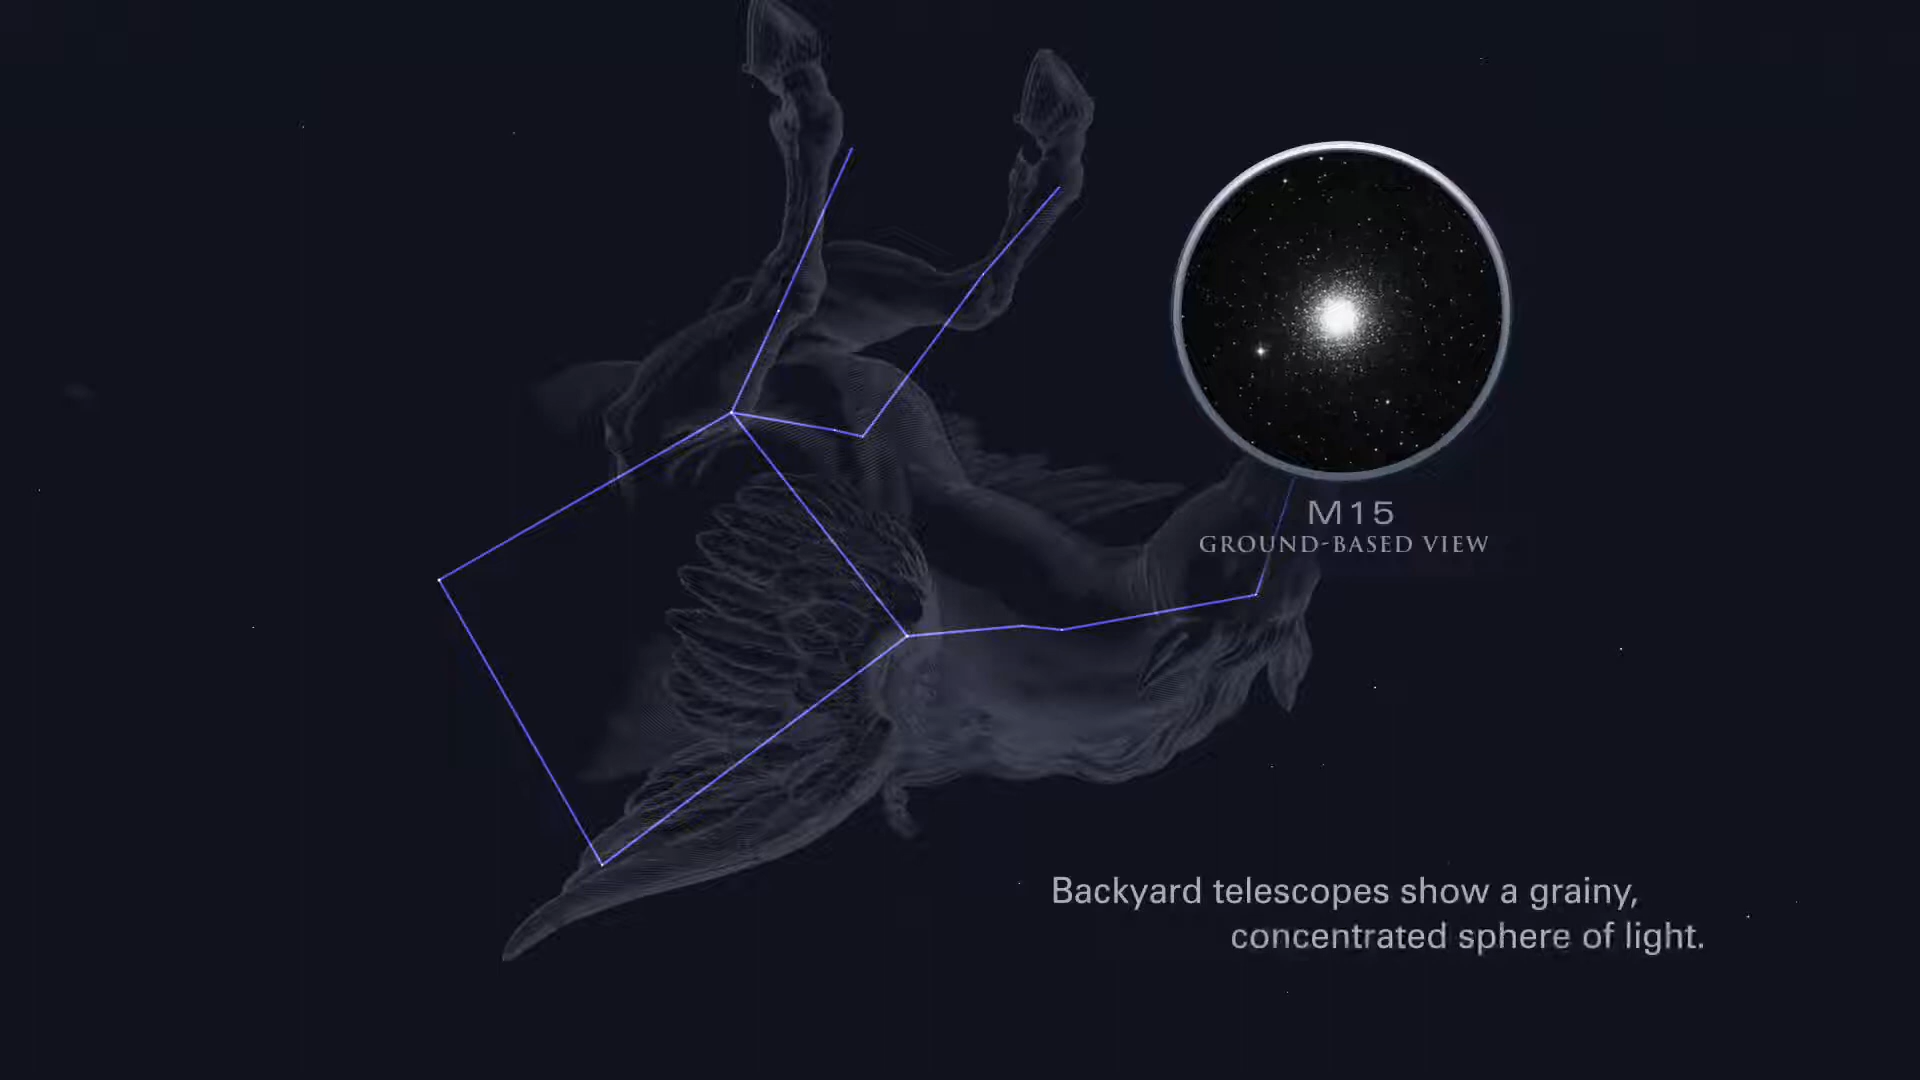 M15
GROUND-BASED VIEW
Backyard telescopes show a grainy,
concentrated sphere of light.